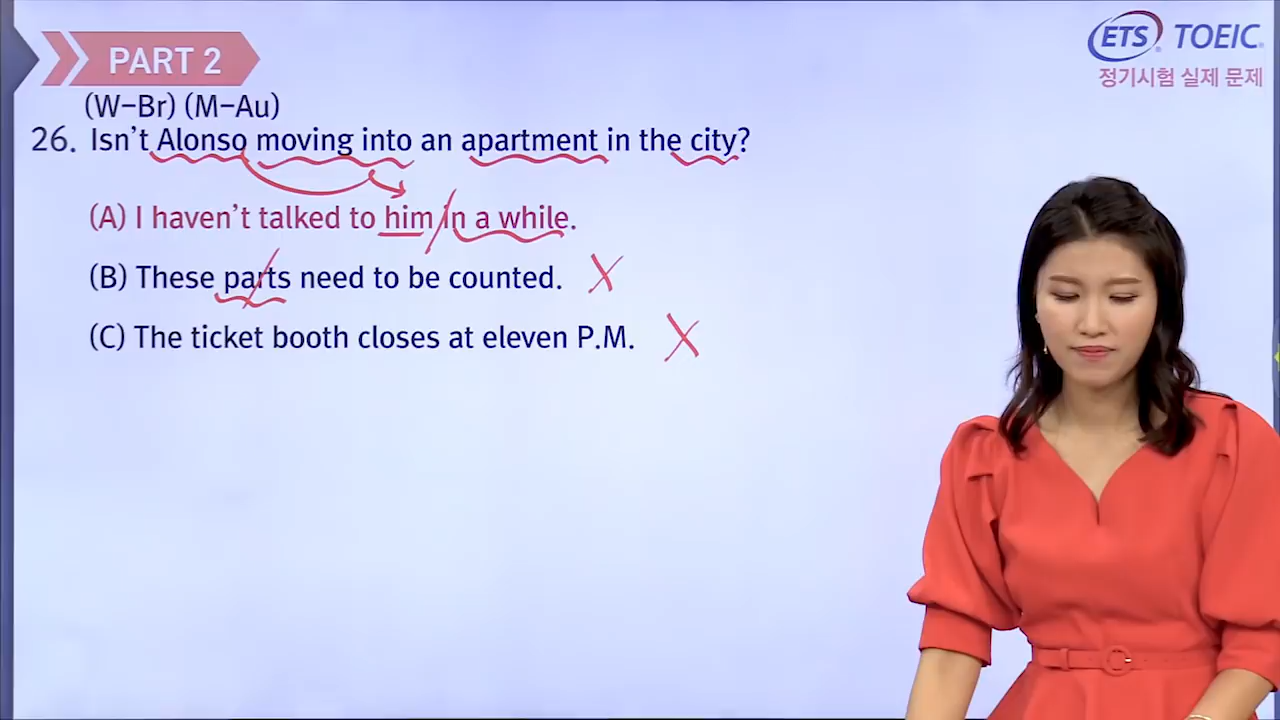 PART 2
ETS TOEIC
정기시험 실제 문제
(W-Br) (M-Au)
26. Isn't Alonso moving into an apartment in the city?
(A) I haven't talked to him in a while.
(B) These parts need to be counted.
(C) The ticket booth closes at eleven P.M.